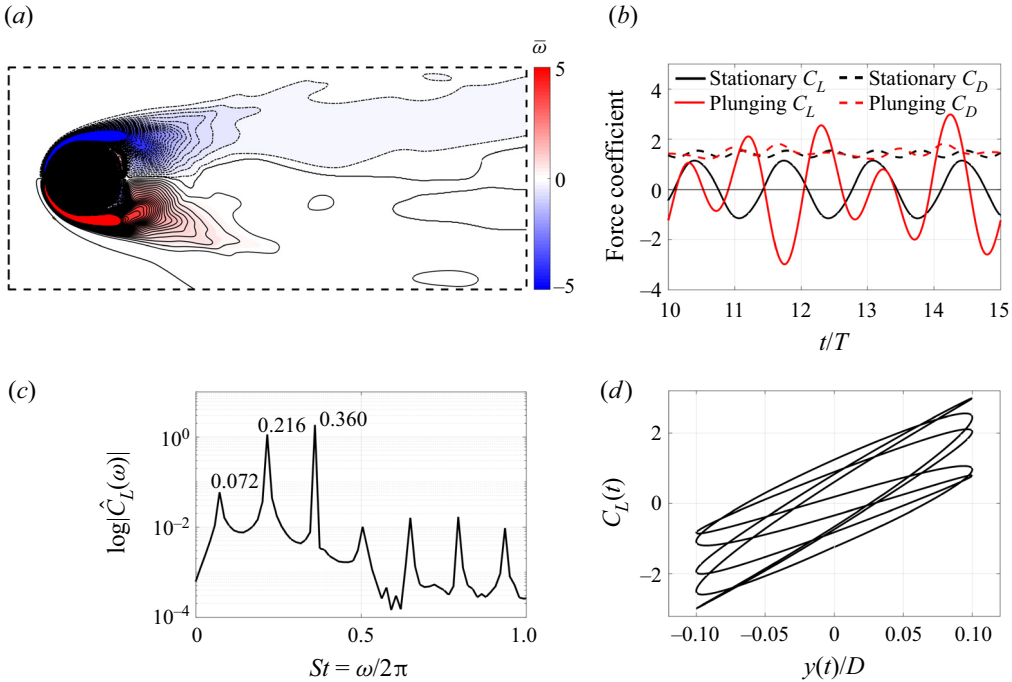 (a)
ω̄
5
0
–5
(b)
Stationary C_L
Stationary C_D
Plunging C_L
Plunging C_D
4
2
0
–2
–4
Force coefficient
10 11 12 13 14 15
t/T
(c)
0.072
0.216
0.360
10^0
10^–2
10^–4
log|Ĉ_L(ω)|
0 0.5 1.0
St = ω/2π
(d)
2
0
–2
C_L(t)
–0.10 –0.05 0 0.05 0.10
y(t)/D